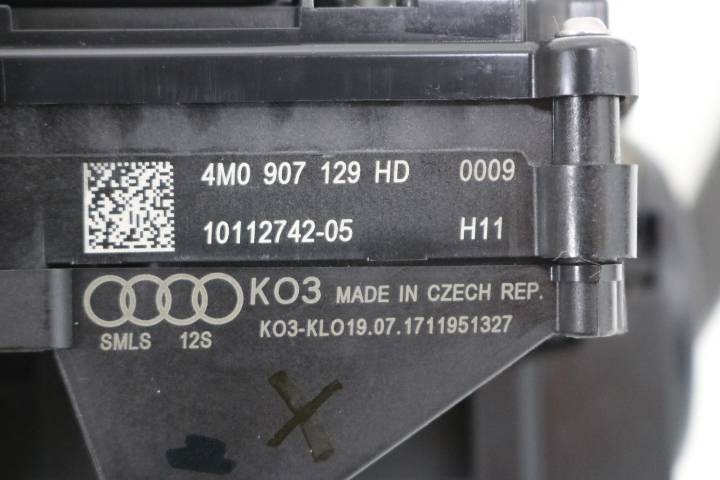 4M0 907 129 HD 0009
10112742-05 H11
KO3 MADE IN CZECH REP.
SMLS 12S KO3-KLO19.07.1711951327